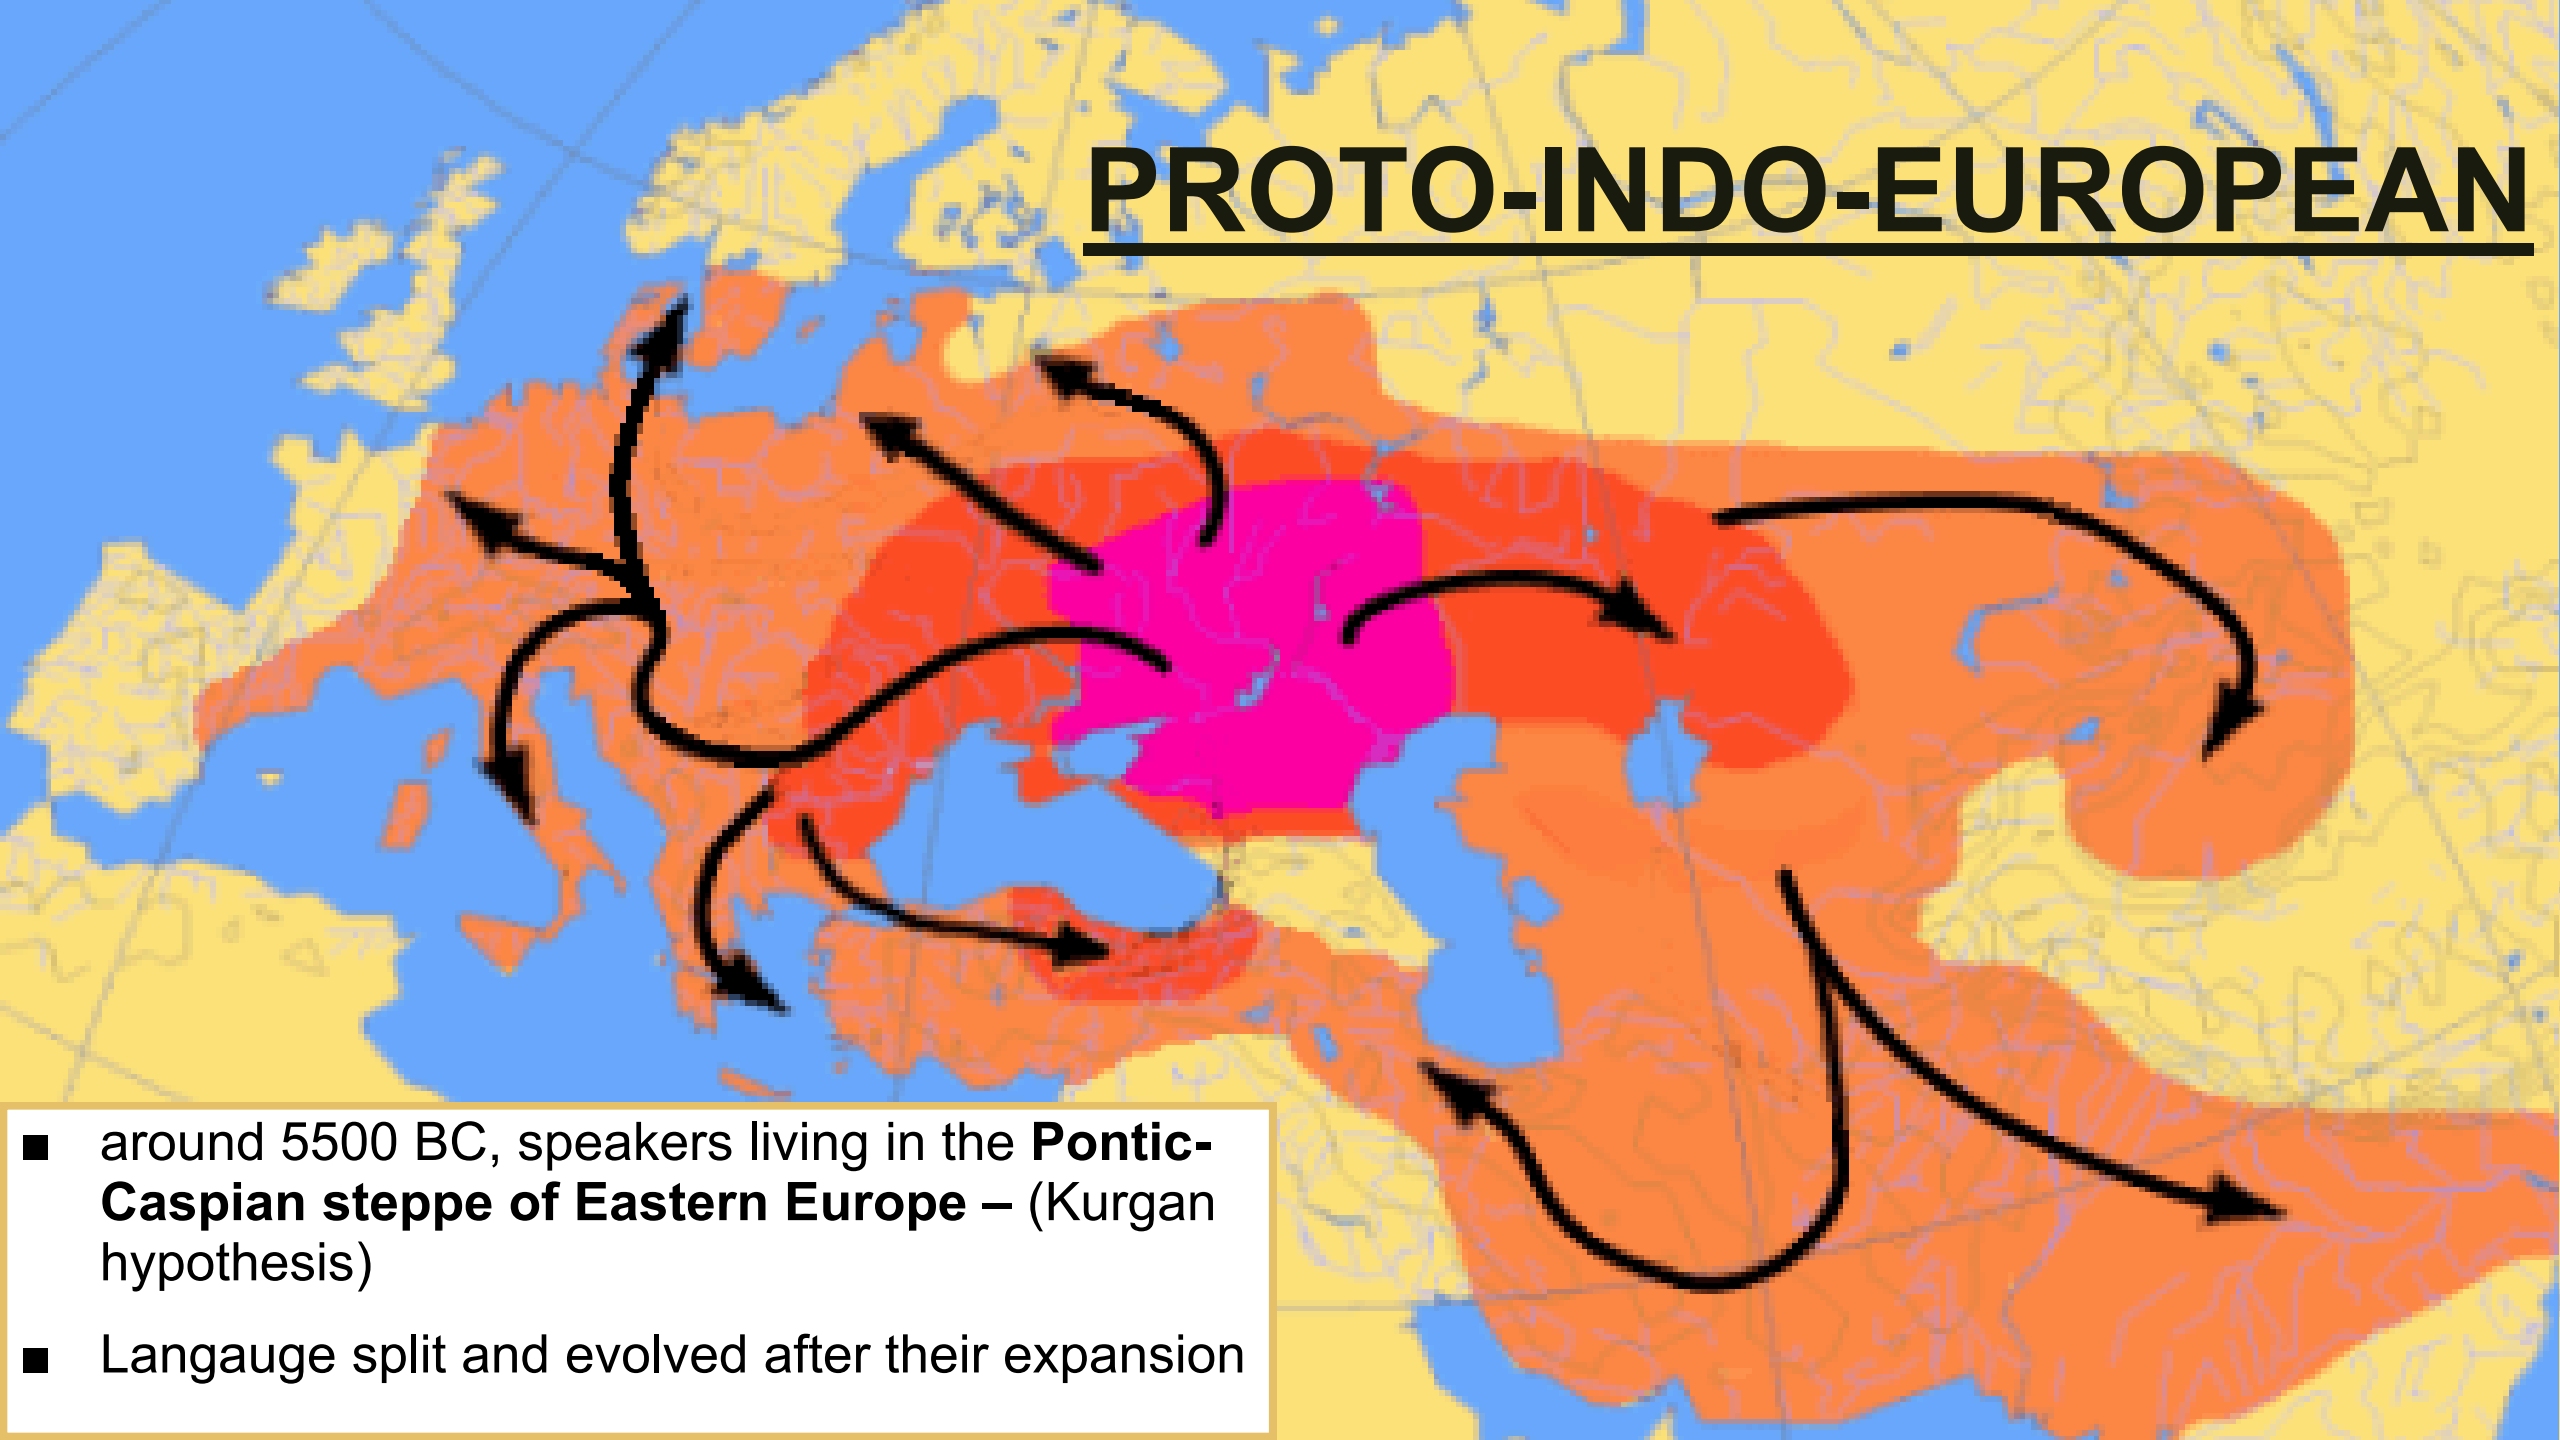 PROTO-INDO-EUROPEAN
■ around 5500 BC, speakers living in the Pontic-
Caspian steppe of Eastern Europe – (Kurgan
hypothesis)
■ Langauge split and evolved after their expansion